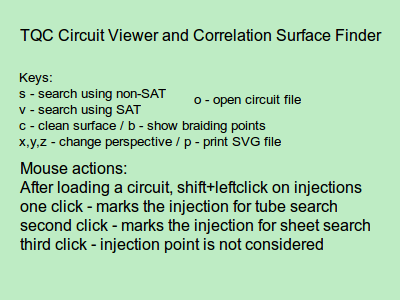 TQC Circuit Viewer and Correlation Surface Finder
Keys:
s - search using non-SAT
o - open circuit file
v - search using SAT
c - clean surface / b - show braiding points
x,y,z - change perspective / p - print SVG file
Mouse actions:
After loading a circuit, shift+leftclick on injections
one click - marks the injection for tube search
second click - marks the injection for sheet search
third click - injection point is not considered